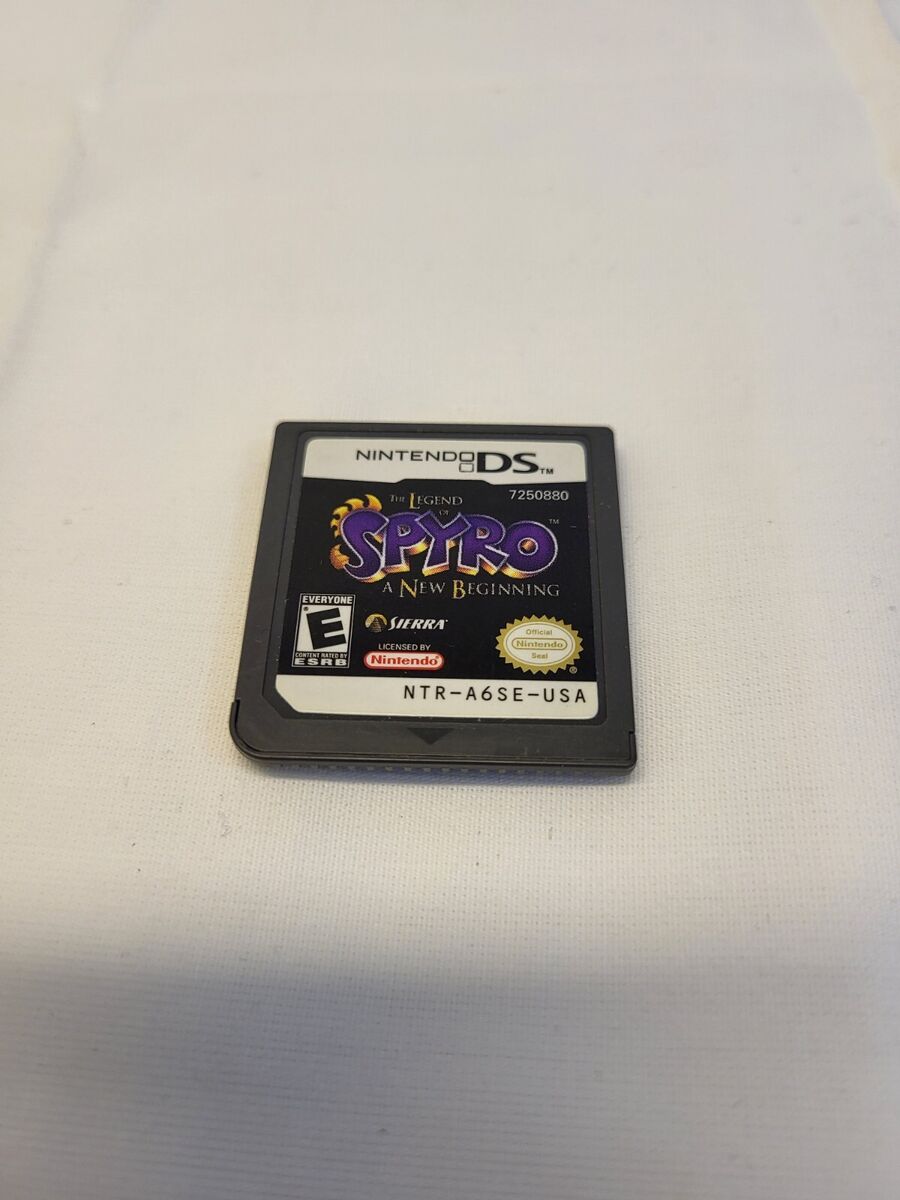 NINTENDO DS™
7250880
THE LEGEND
OF
SPYRO™
A NEW BEGINNING
EVERYONE
E
CONTENT RATED BY
ESRB
SIERRA
LICENSED BY
Nintendo
Official
Nintendo
Seal
®
NTR-A6SE-USA